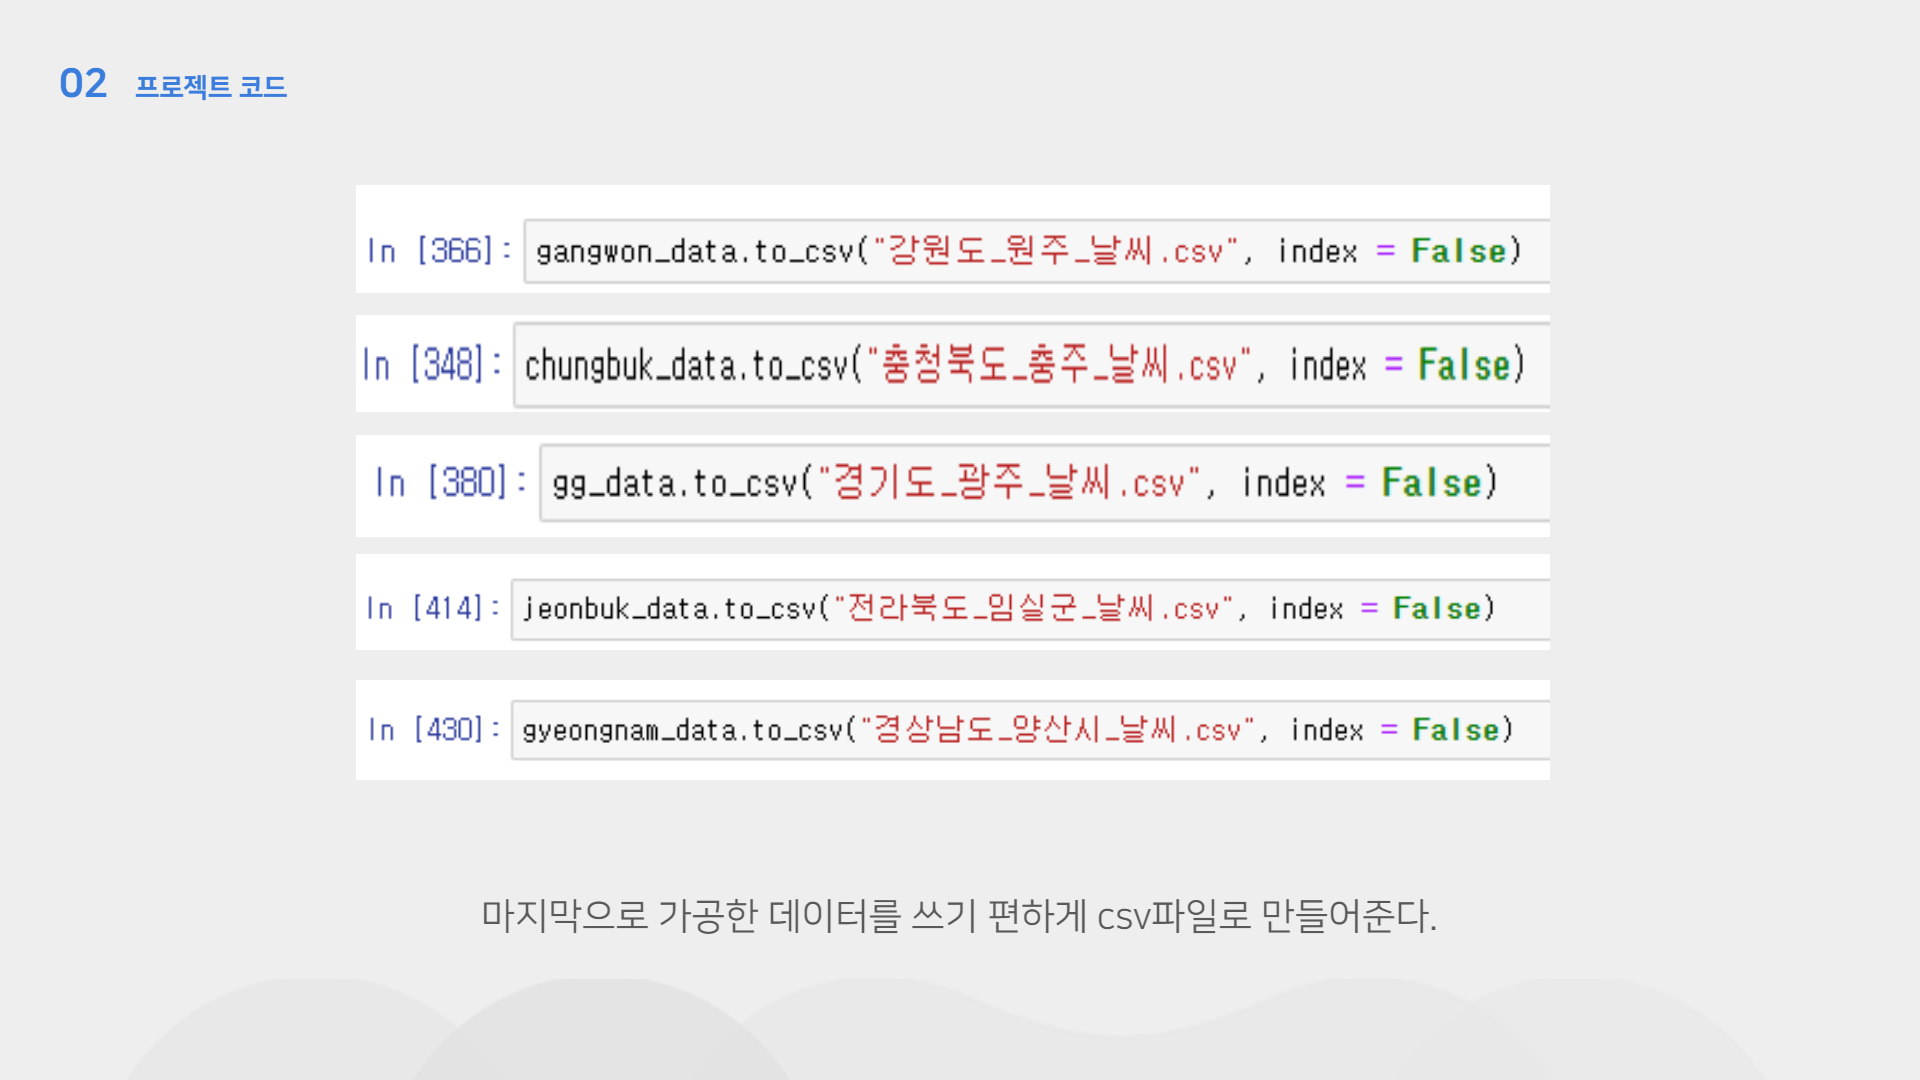 02 프로젝트 코드
In [366]: gangwon_data.to_csv("강원도_원주_날씨.csv", index = False)
In [348]: chungbuk_data.to_csv("충청북도_충주_날씨.csv", index = False)
In [380]: gg_data.to_csv("경기도_광주_날씨.csv", index = False)
In [414]: jeonbuk_data.to_csv("전라북도_임실군_날씨.csv", index = False)
In [430]: gyeongnam_data.to_csv("경상남도_양산시_날씨.csv", index = False)
마지막으로 가공한 데이터를 쓰기 편하게 csv파일로 만들어준다.